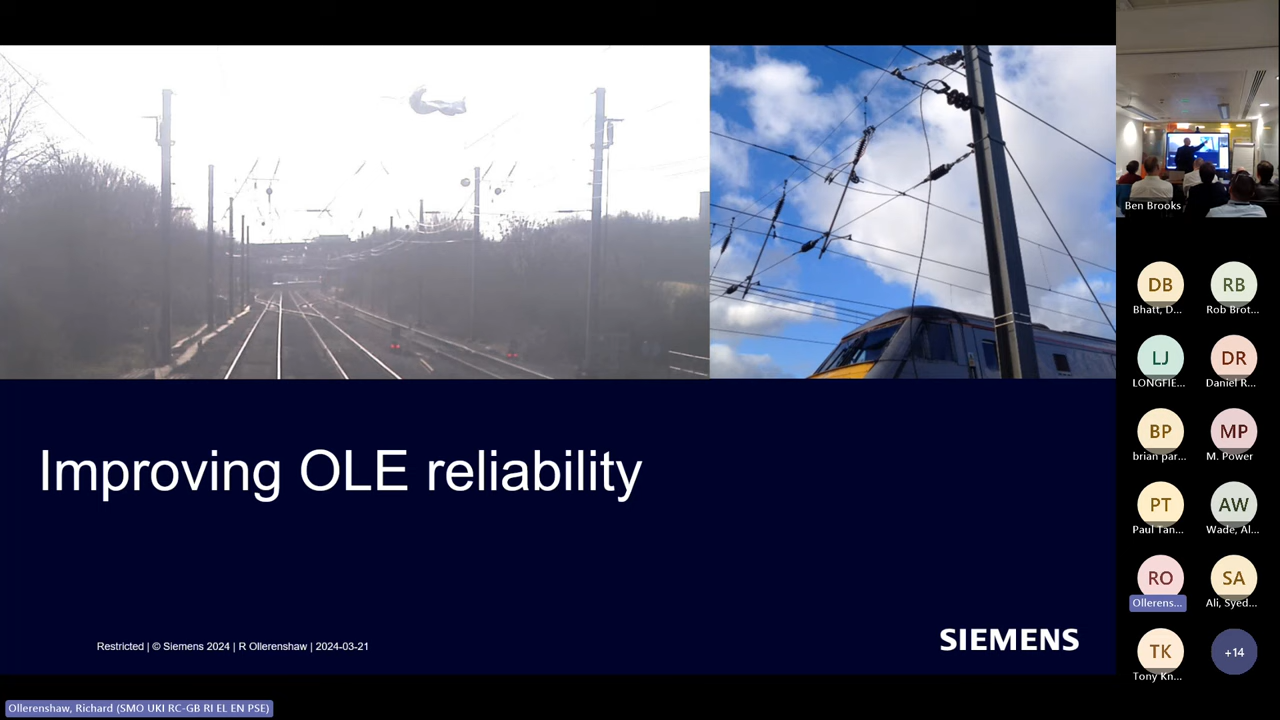 Improving OLE reliability
Restricted | © Siemens 2024 | R Ollerenshaw | 2024-03-21
SIEMENS
Ollerenshaw, Richard (SMO UKI RC-GB RI EL EN PSE)
Ben Brooks
DB
Bhatt, D...
RB
Rob Brot...
LJ
LONGFIE...
DR
Daniel R...
BP
brian par...
MP
M. Power
PT
Paul Tan...
AW
Wade, Al...
RO
Ollerens...
SA
Ali, Syed...
TK
Tony Kn...
+14